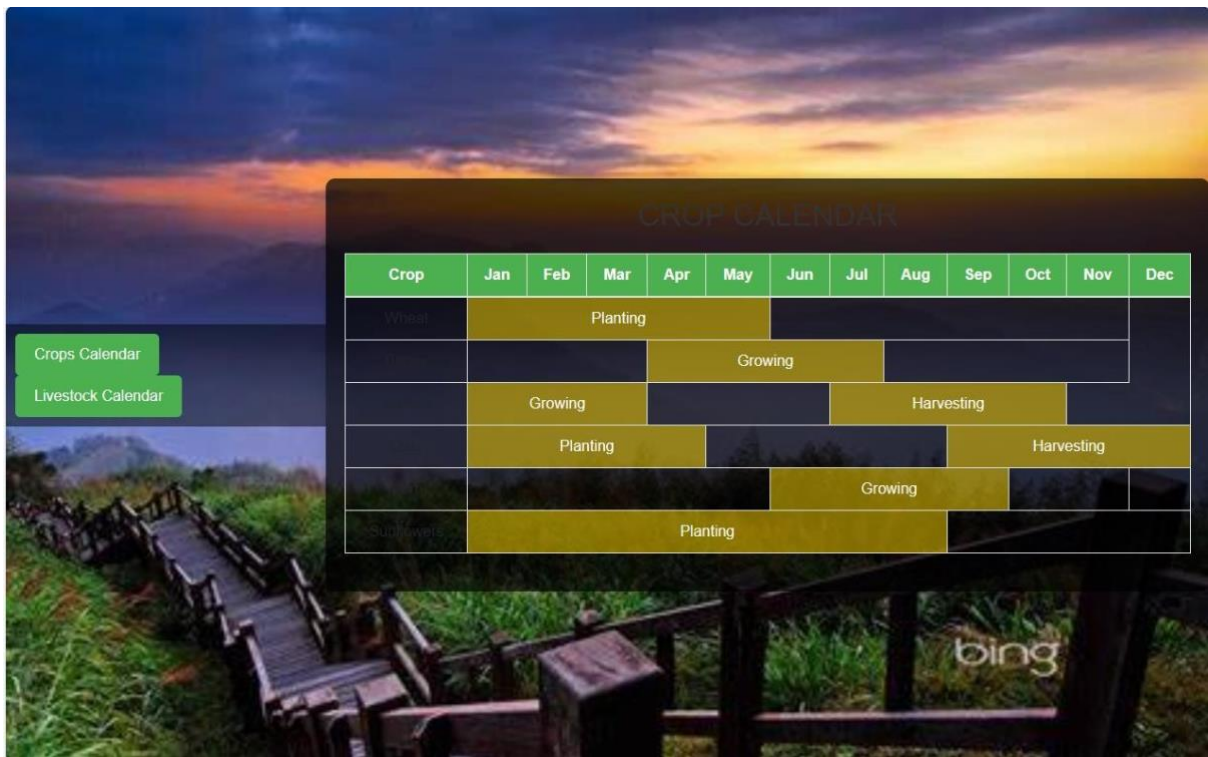 CROP CALENDAR
Crop Jan Feb Mar Apr May Jun Jul Aug Sep Oct Nov Dec
Wheat Planting
Growing
Crops Calendar
Growing Harvesting
Livestock Calendar
Planting Harvesting
Growing
Sunflowers Planting
bing